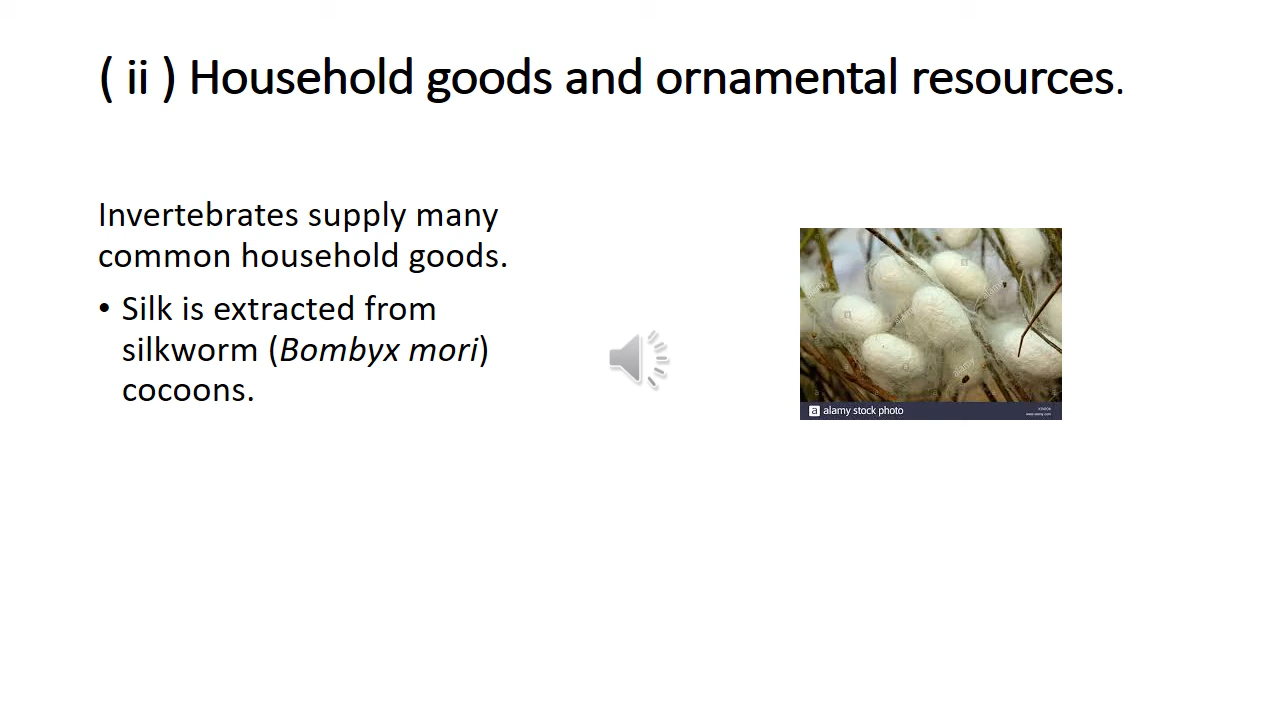 ( ii ) Household goods and ornamental resources.
Invertebrates supply many
common household goods.
• Silk is extracted from
silkworm (Bombyx mori)
cocoons.
alamy
a alamy stock photo